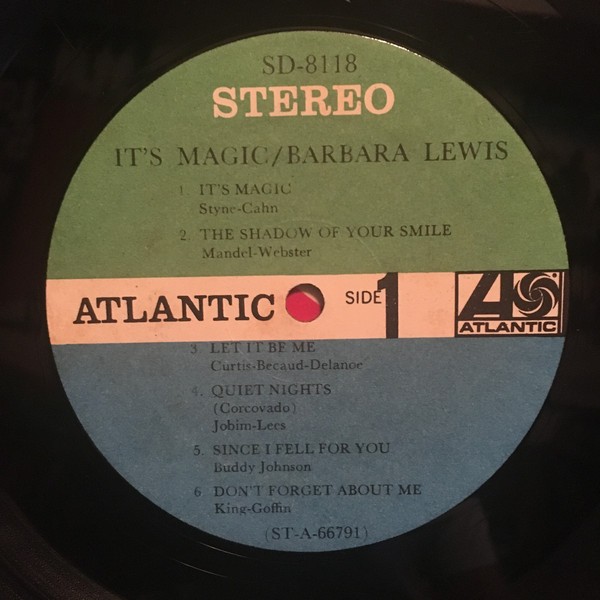 SD-8118
STEREO
IT'S MAGIC/BARBARA LEWIS
1. IT'S MAGIC
Styne-Cahn
2. THE SHADOW OF YOUR SMILE
Mandel-Webster
ATLANTIC SIDE 1 ATLANTIC
3 LET IT BE ME
Curtis-Becaud-Delanoe
4. QUIET NIGHTS
(Corcovado)
Jobim-Lees
5. SINCE I FELL FOR YOU
Buddy Johnson
6 DON'T FORGET ABOUT ME
King-Goffin
(ST-A-66791)